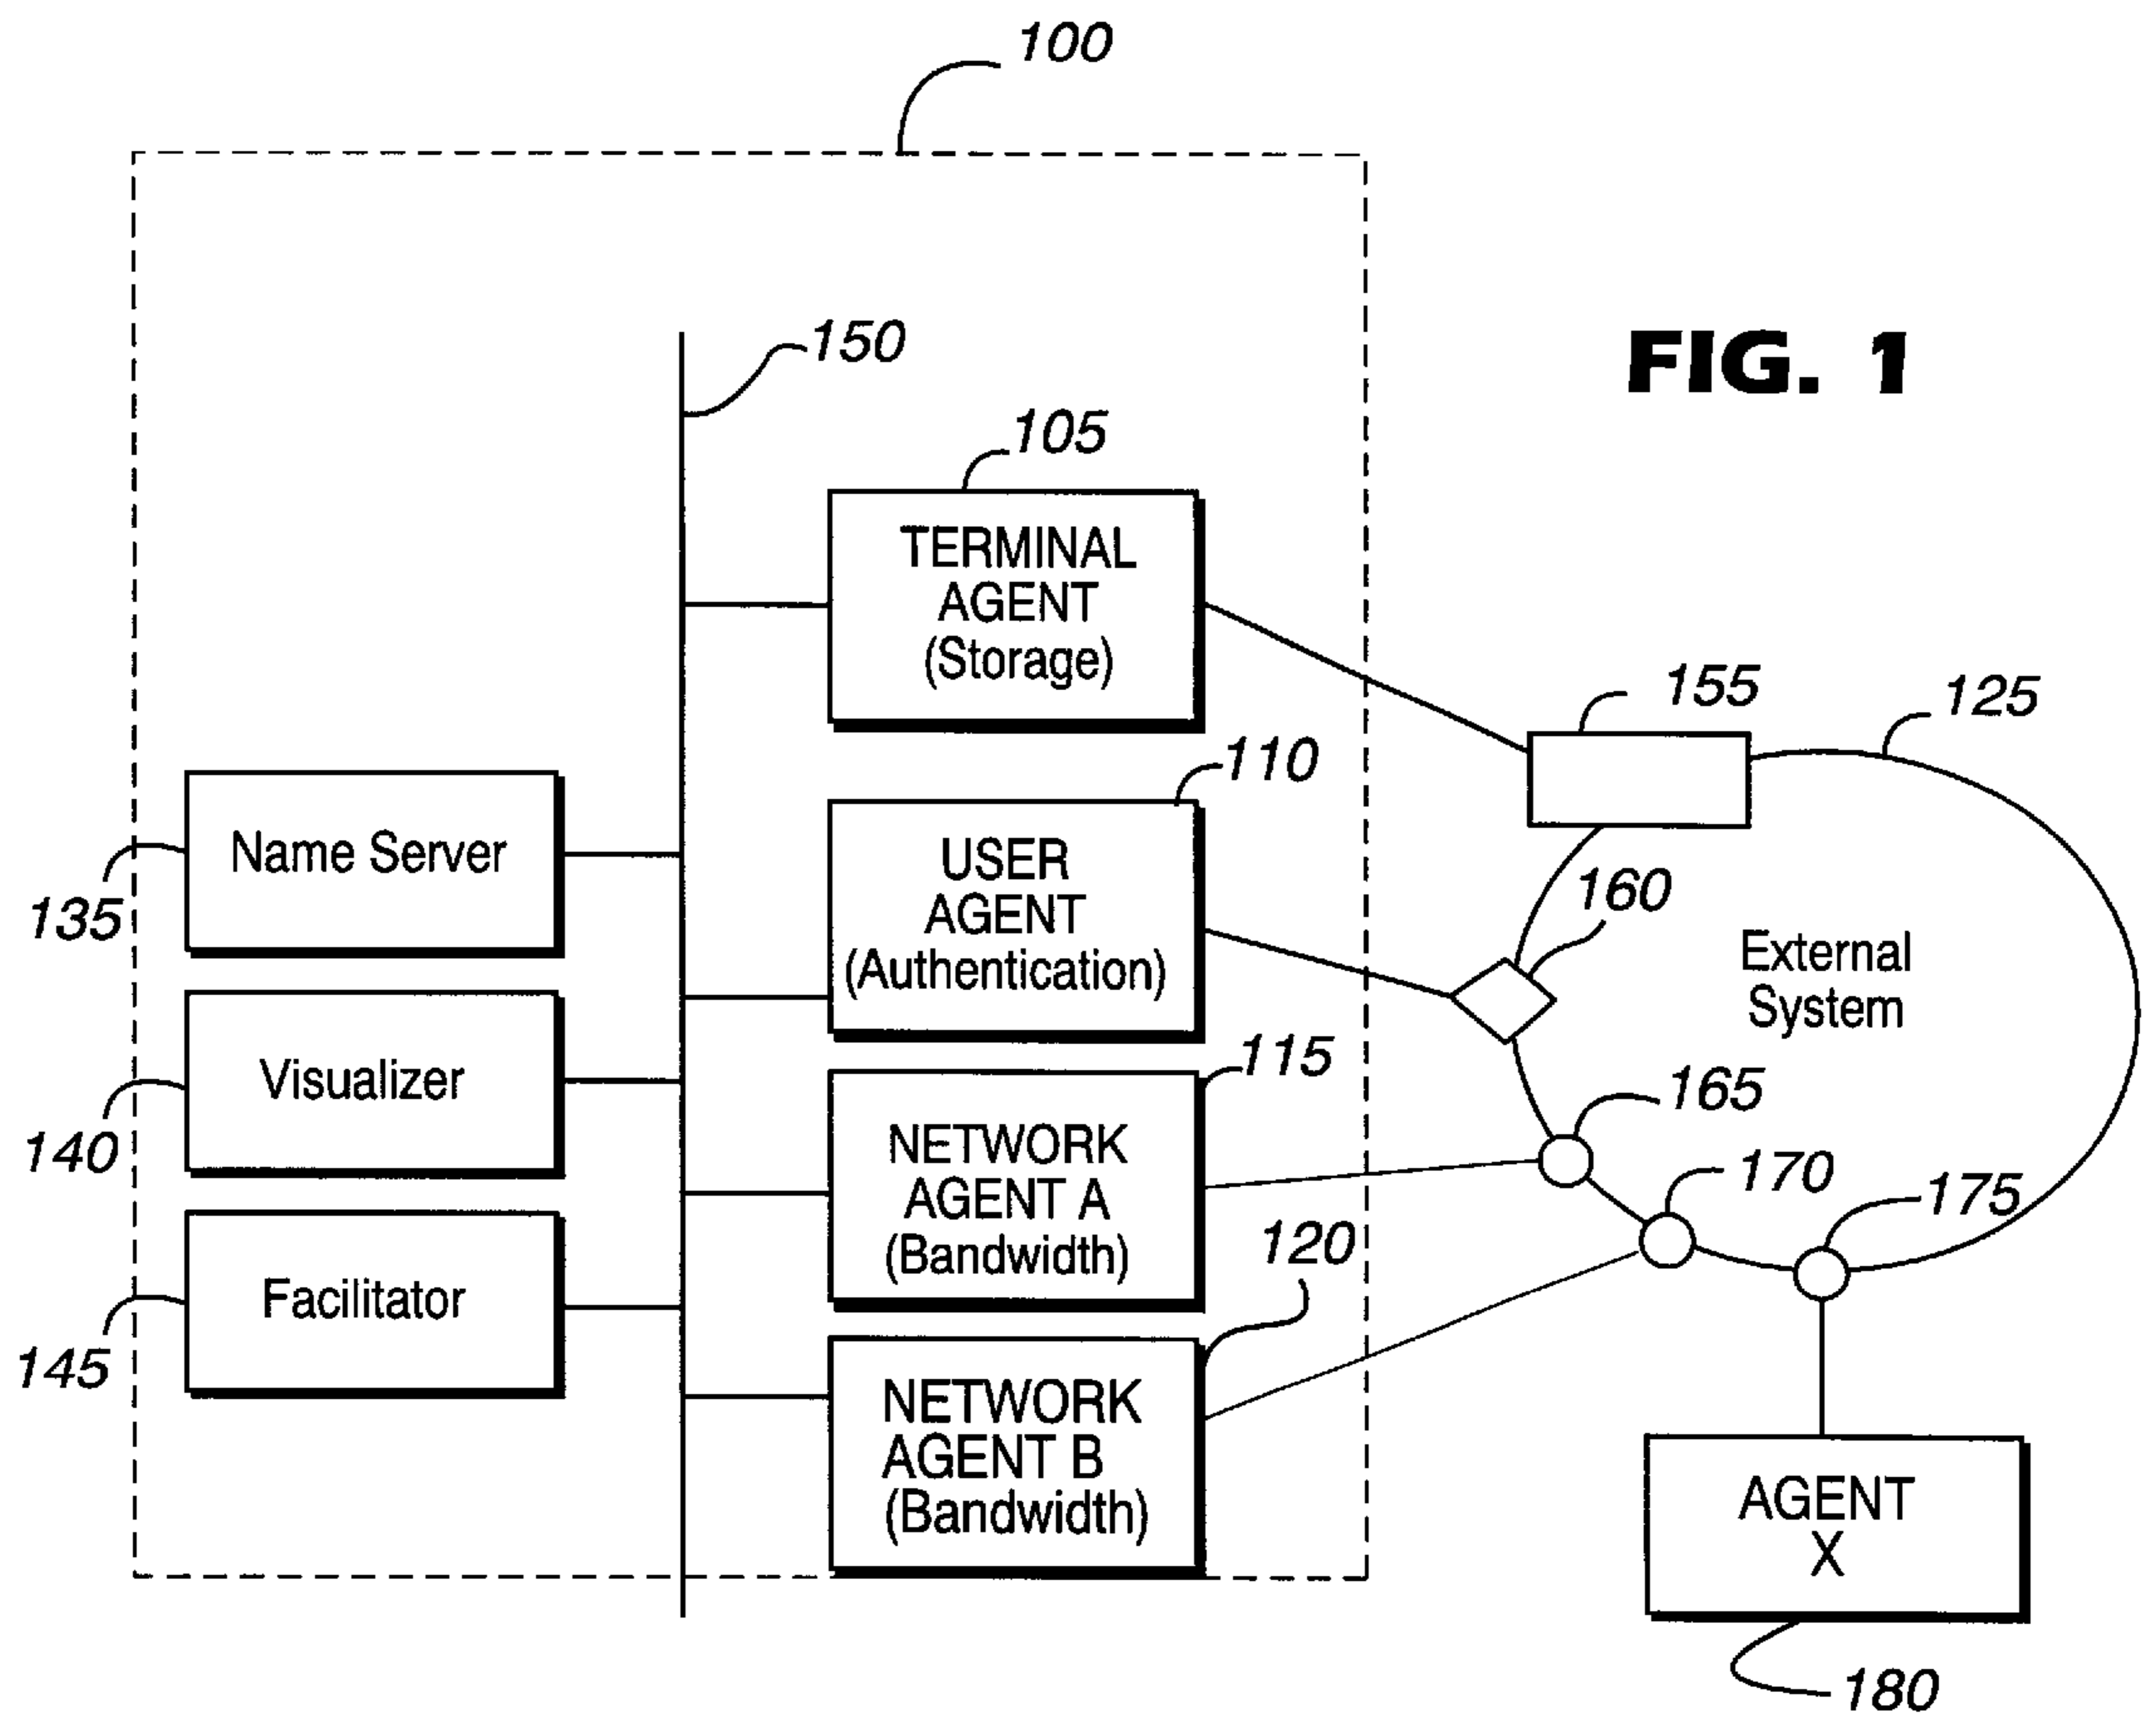 100
150
FIG. 1
105
TERMINAL
AGENT
(Storage)
155
125
110
Name Server
135
USER
AGENT
(Authentication)
160
External
System
Visualizer
140
115
NETWORK
AGENT A
(Bandwidth)
165
170
175
120
Facilitator
145
NETWORK
AGENT B
(Bandwidth)
AGENT
X
180